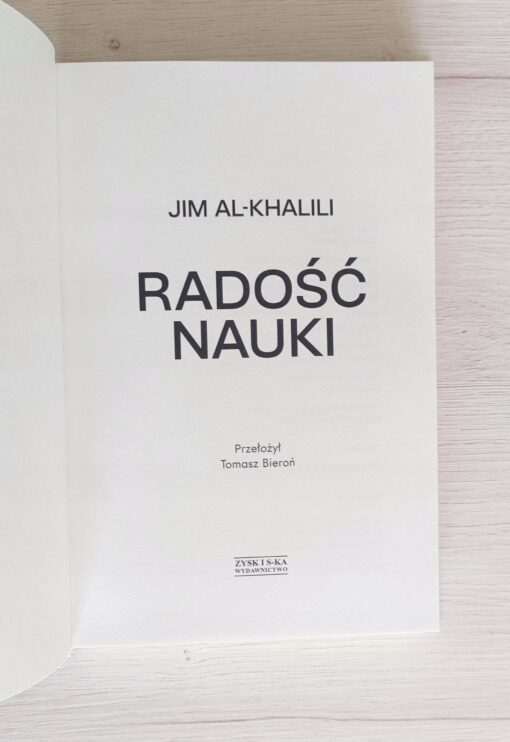 JIM AL-KHALILI
RADOŚĆ
NAUKI
Przełożył
Tomasz Bieroń
ZYSK I S-KA
WYDAWNICTWO